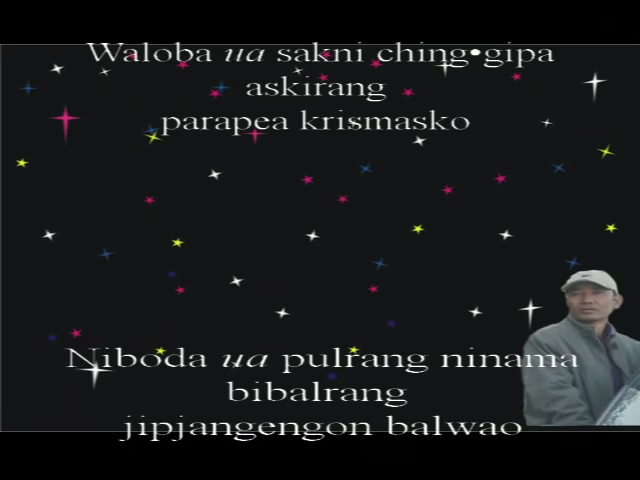 Waloba ua sakni ching•gipa
askirang
parapea krismasko
Niboda ua pulrang ninama
bibalrang
jipjangengon balwao